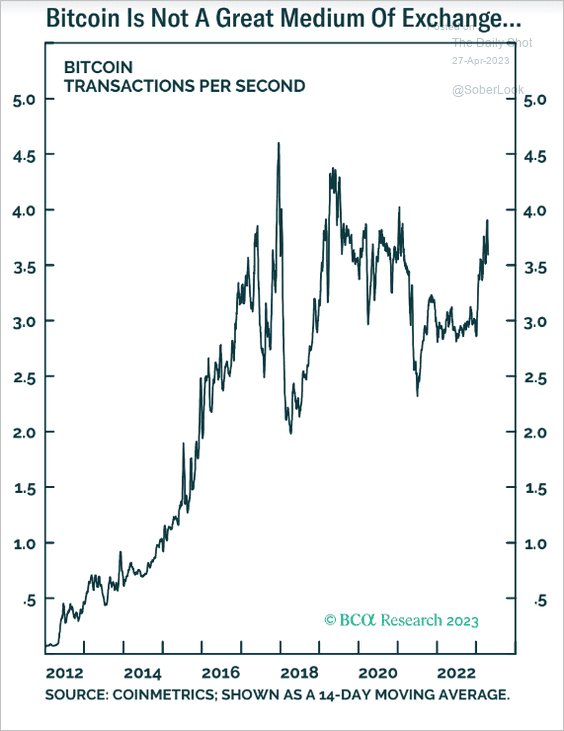 Bitcoin Is Not A Great Medium Of Exchange...
Posted on
The Daily Shot
27-Apr-2023
@SoberLook
BITCOIN
TRANSACTIONS PER SECOND
5.0 5.0
4.5 4.5
4.0 4.0
3.5 3.5
3.0 3.0
2.5 2.5
2.0 2.0
1.5 1.5
1.0 1.0
.5 .5
© BCα Research 2023
2012 2014 2016 2018 2020 2022
SOURCE: COINMETRICS; SHOWN AS A 14-DAY MOVING AVERAGE.